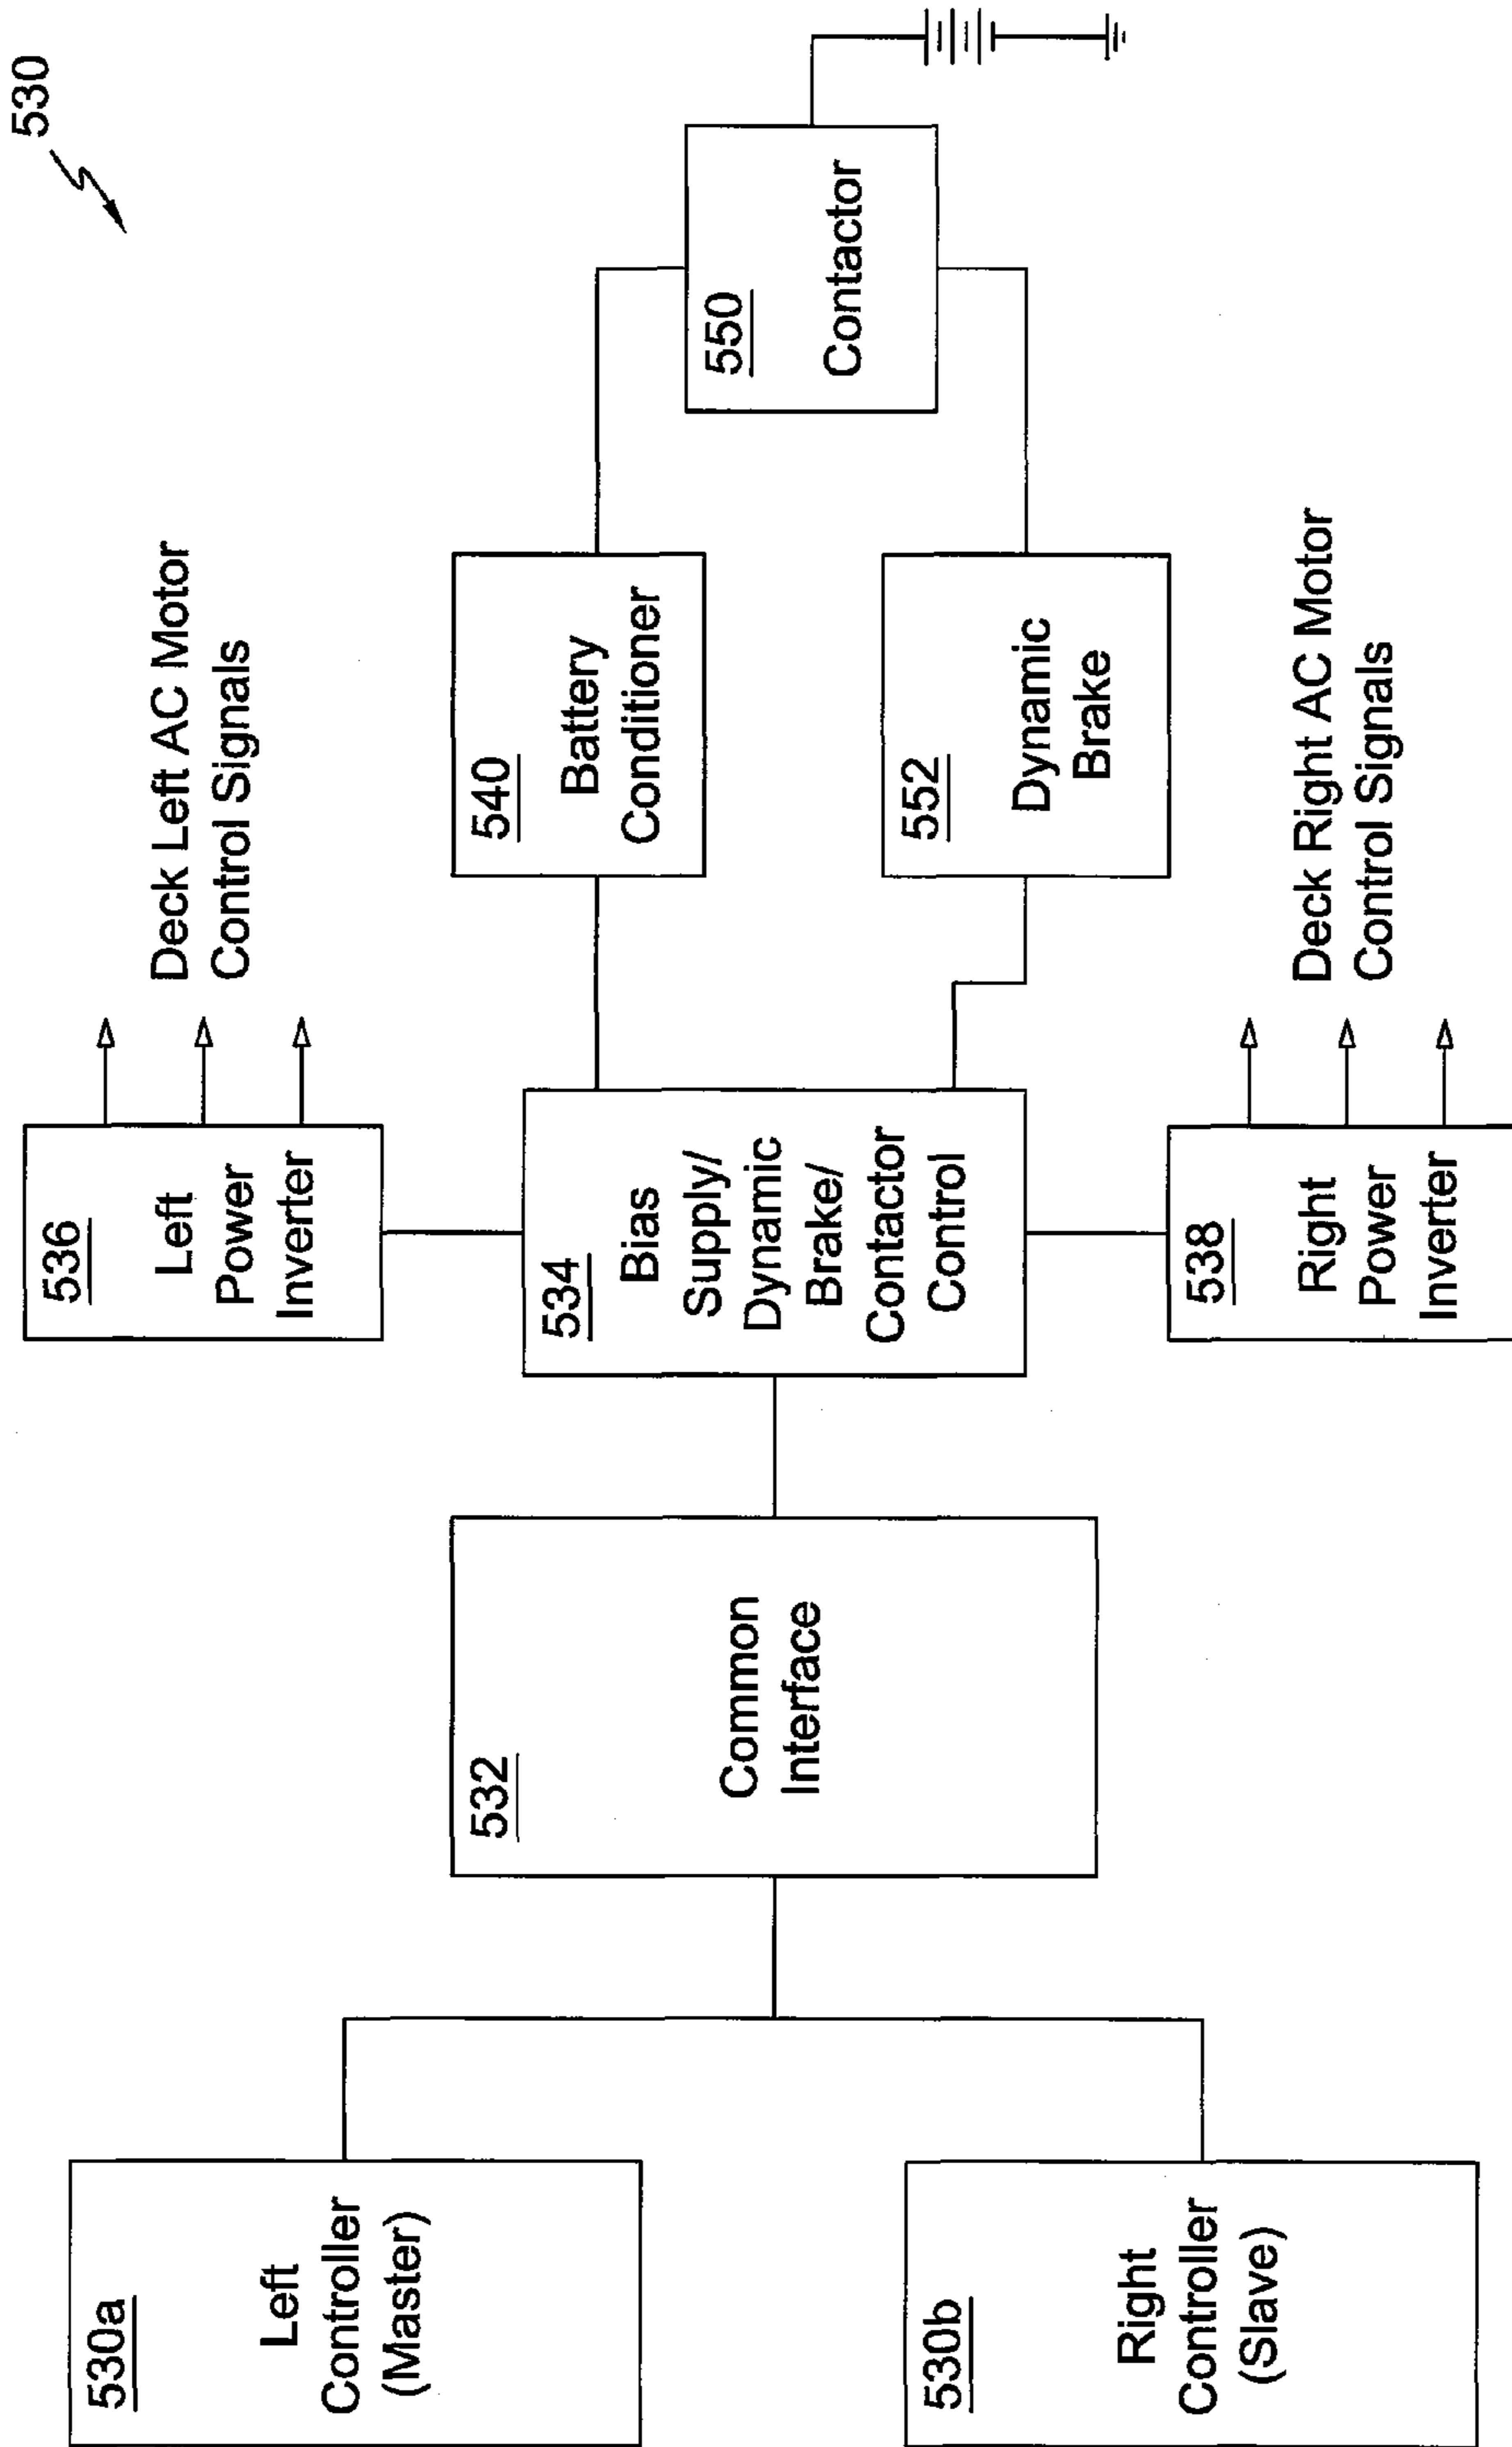 530
530a
Left
Controller
(Master)
530b
Right
Controller
(Slave)
532
Common
Interface
536
Left
Power
Inverter
Deck Left AC Motor
Control Signals
534
Bias
Supply/
Dynamic
Brake/
Contactor
Control
538
Right
Power
Inverter
Deck Right AC Motor
Control Signals
540
Battery
Conditioner
552
Dynamic
Brake
550
Contactor